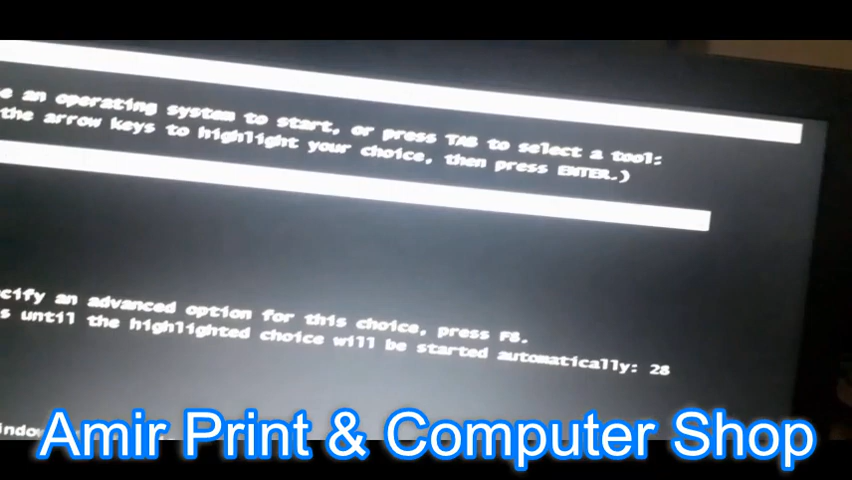 e an operating system to start, or press TAB to select a tool:
the arrow keys to highlight your choice, then press ENTER.)
cify an advanced option for this choice, press F8.
s until the highlighted choice will be started automatically: 28
indow
Amir Print & Computer Shop